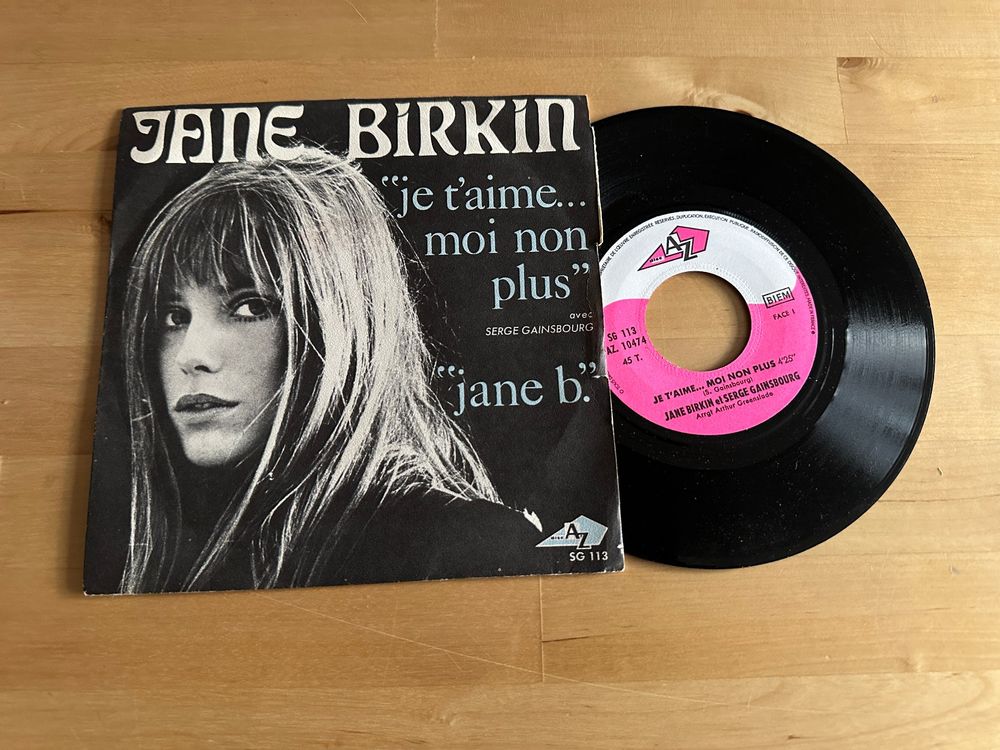 JANE BIRKIN
"je t'aime...
moi non
plus"
avec
SERGE GAINSBOURG
"jane b."
DISC AZ
SG 113
DISC AZ
BIEM
FACE 1
SG 113
AZ. 10474
45 T.
JE T'AIME... MOI NON PLUS 4'25"
(S. Gainsbourg)
JANE BIRKIN et SERGE GAINSBOURG
Arrgt Arthur Greenslade